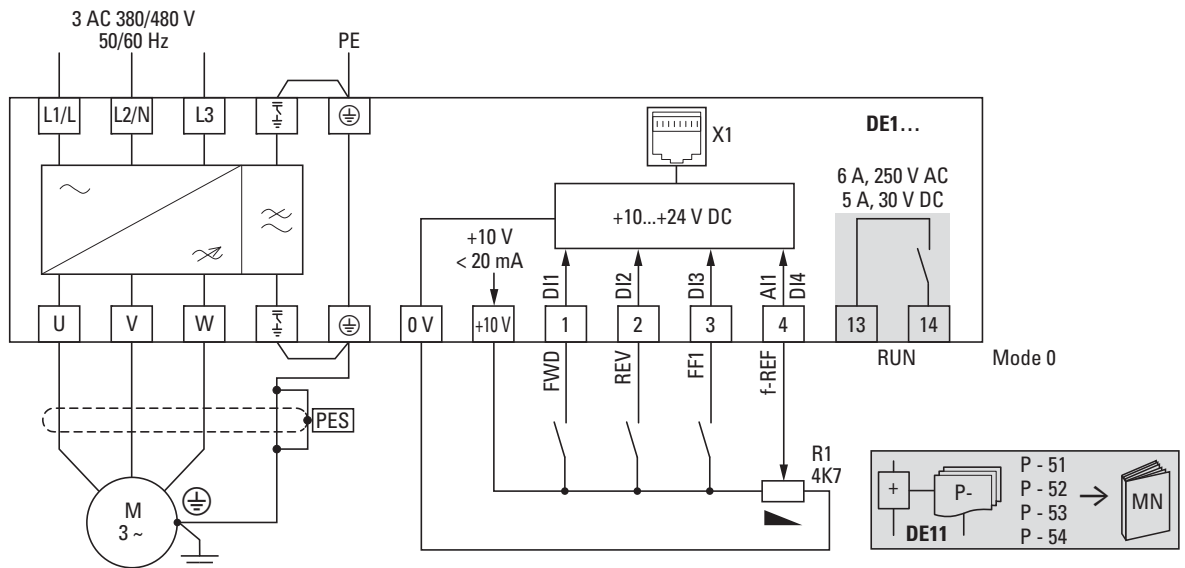 3 AC 380/480 V
50/60 Hz
PE
L1/L
L2/N
L3
X1
DE1…
6 A, 250 V AC
5 A, 30 V DC
+10...+24 V DC
+10 V
< 20 mA
DI1
DI2
DI3
AI1
DI4
U
V
W
0 V
+10 V
1
2
3
4
13
14
RUN
Mode 0
FWD
REV
FF1
f-REF
PES
R1
4K7
M
3 ~
+
P-
DE11
P - 51
P - 52
P - 53
P - 54
MN